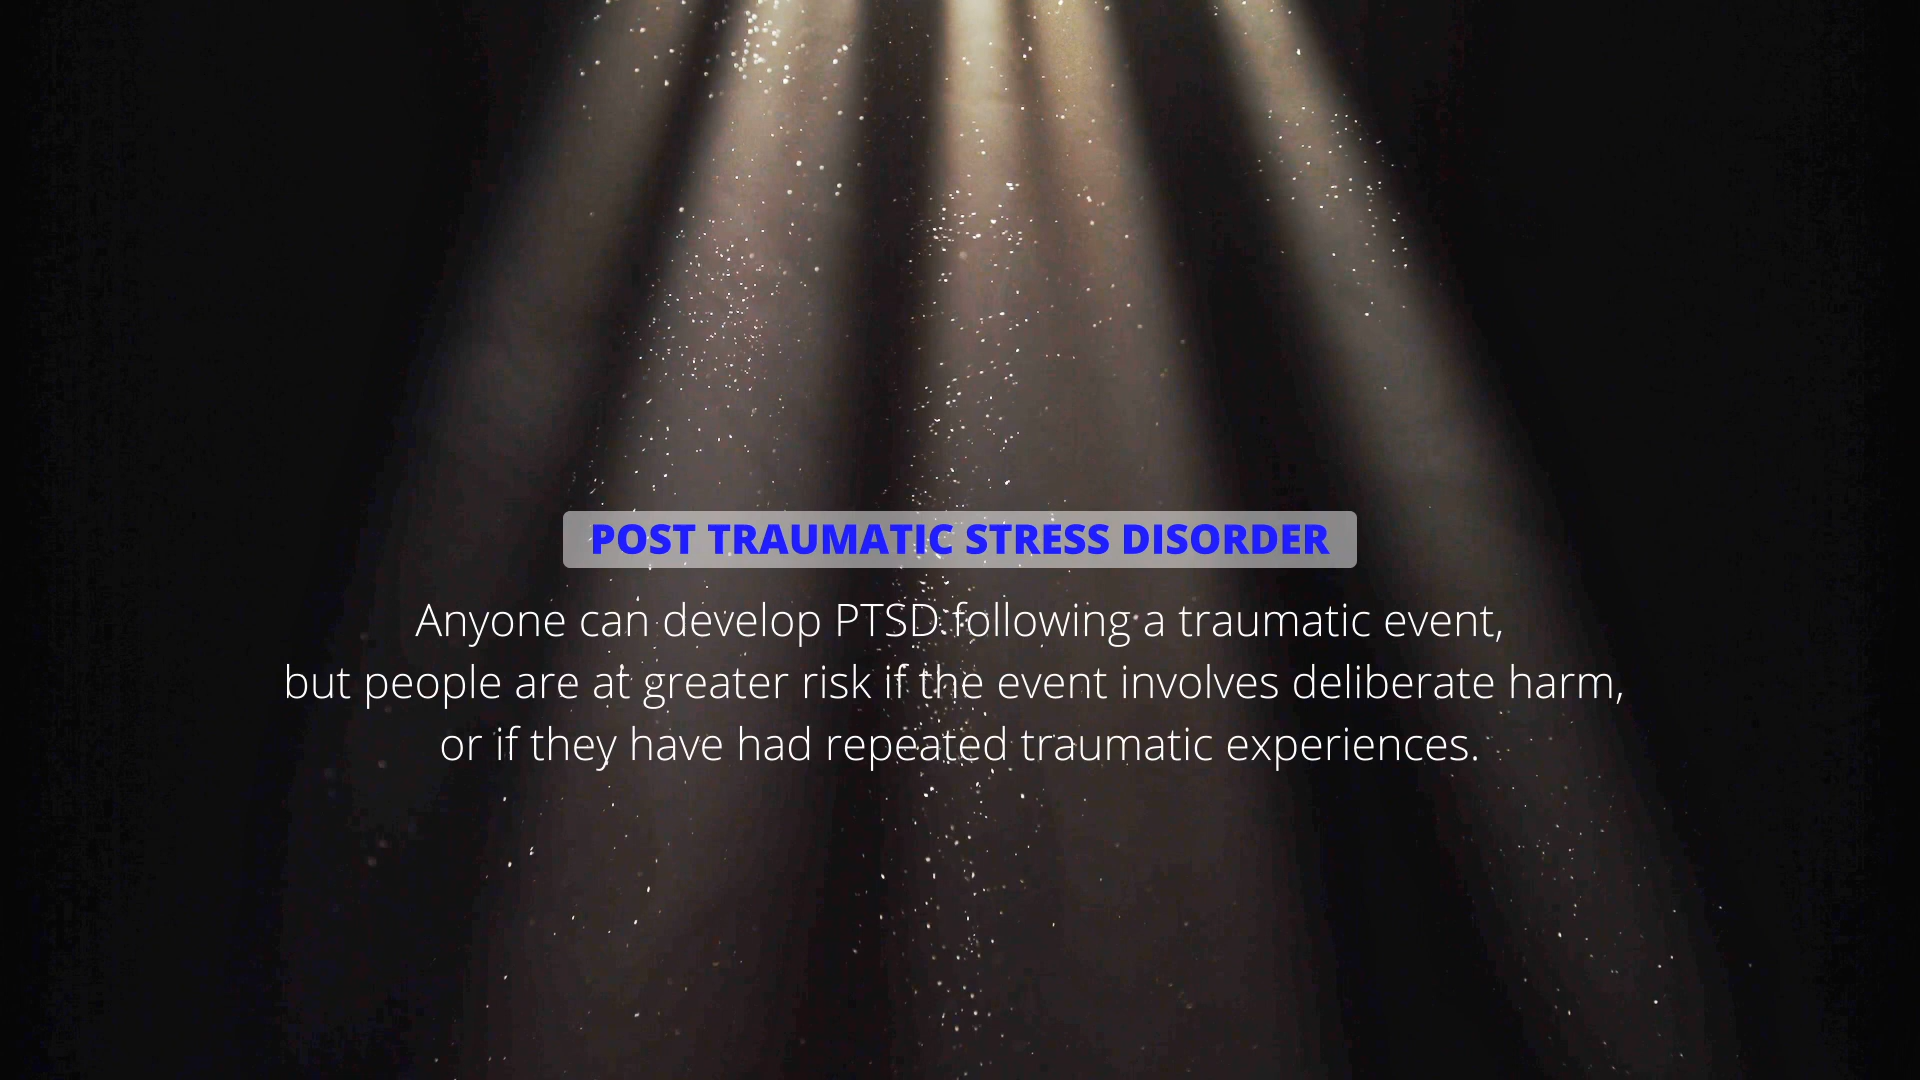 POST TRAUMATIC STRESS DISORDER
Anyone can develop PTSD following a traumatic event,
but people are at greater risk if the event involves deliberate harm,
or if they have had repeated traumatic experiences.